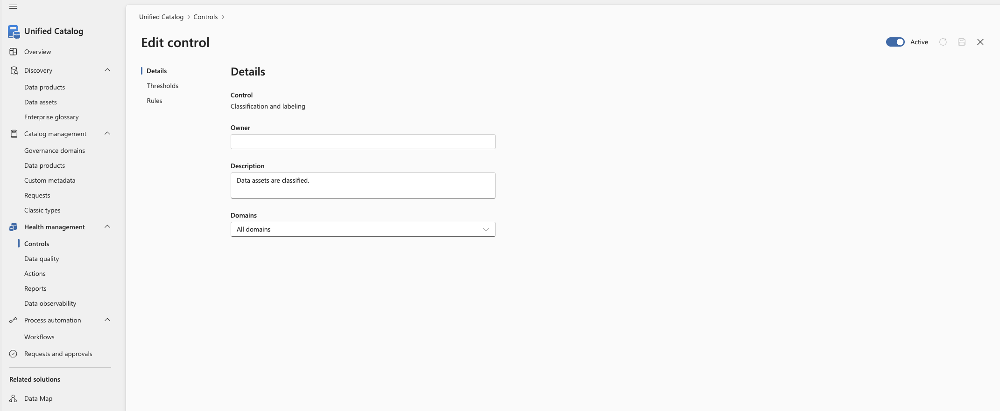 Unified Catalog
Overview
Discovery
Data products
Data assets
Enterprise glossary
Catalog management
Governance domains
Data products
Custom metadata
Requests
Classic types
Health management
Controls
Data quality
Actions
Reports
Data observability
Process automation
Workflows
Requests and approvals
Related solutions
Data Map
Unified Catalog > Controls >
Edit control
Active
Details
Thresholds
Rules
Details
Control
Classification and labeling
Owner
Description
Data assets are classified.
Domains
All domains